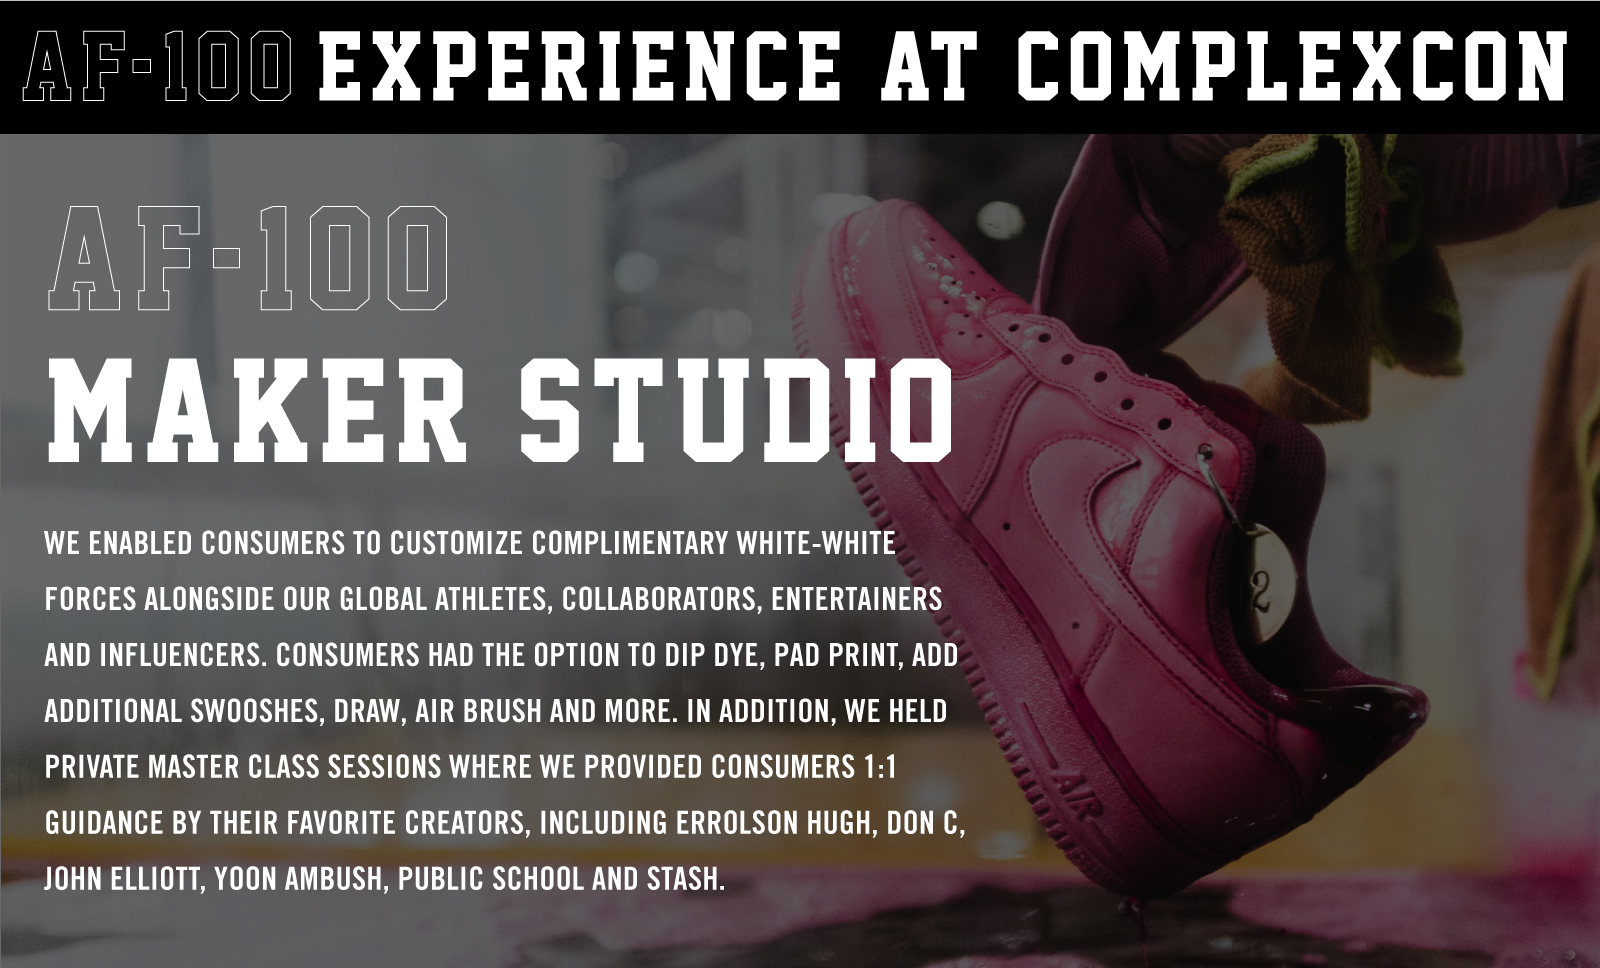 AF-100 EXPERIENCE AT COMPLEXCON
AF-100
MAKER STUDIO
WE ENABLED CONSUMERS TO CUSTOMIZE COMPLIMENTARY WHITE-WHITE
FORCES ALONGSIDE OUR GLOBAL ATHLETES, COLLABORATORS, ENTERTAINERS
AND INFLUENCERS. CONSUMERS HAD THE OPTION TO DIP DYE, PAD PRINT, ADD
ADDITIONAL SWOOSHES, DRAW, AIR BRUSH AND MORE. IN ADDITION, WE HELD
PRIVATE MASTER CLASS SESSIONS WHERE WE PROVIDED CONSUMERS 1:1
GUIDANCE BY THEIR FAVORITE CREATORS, INCLUDING ERROLSON HUGH, DON C,
JOHN ELLIOTT, YOON AMBUSH, PUBLIC SCHOOL AND STASH.
2
AIR